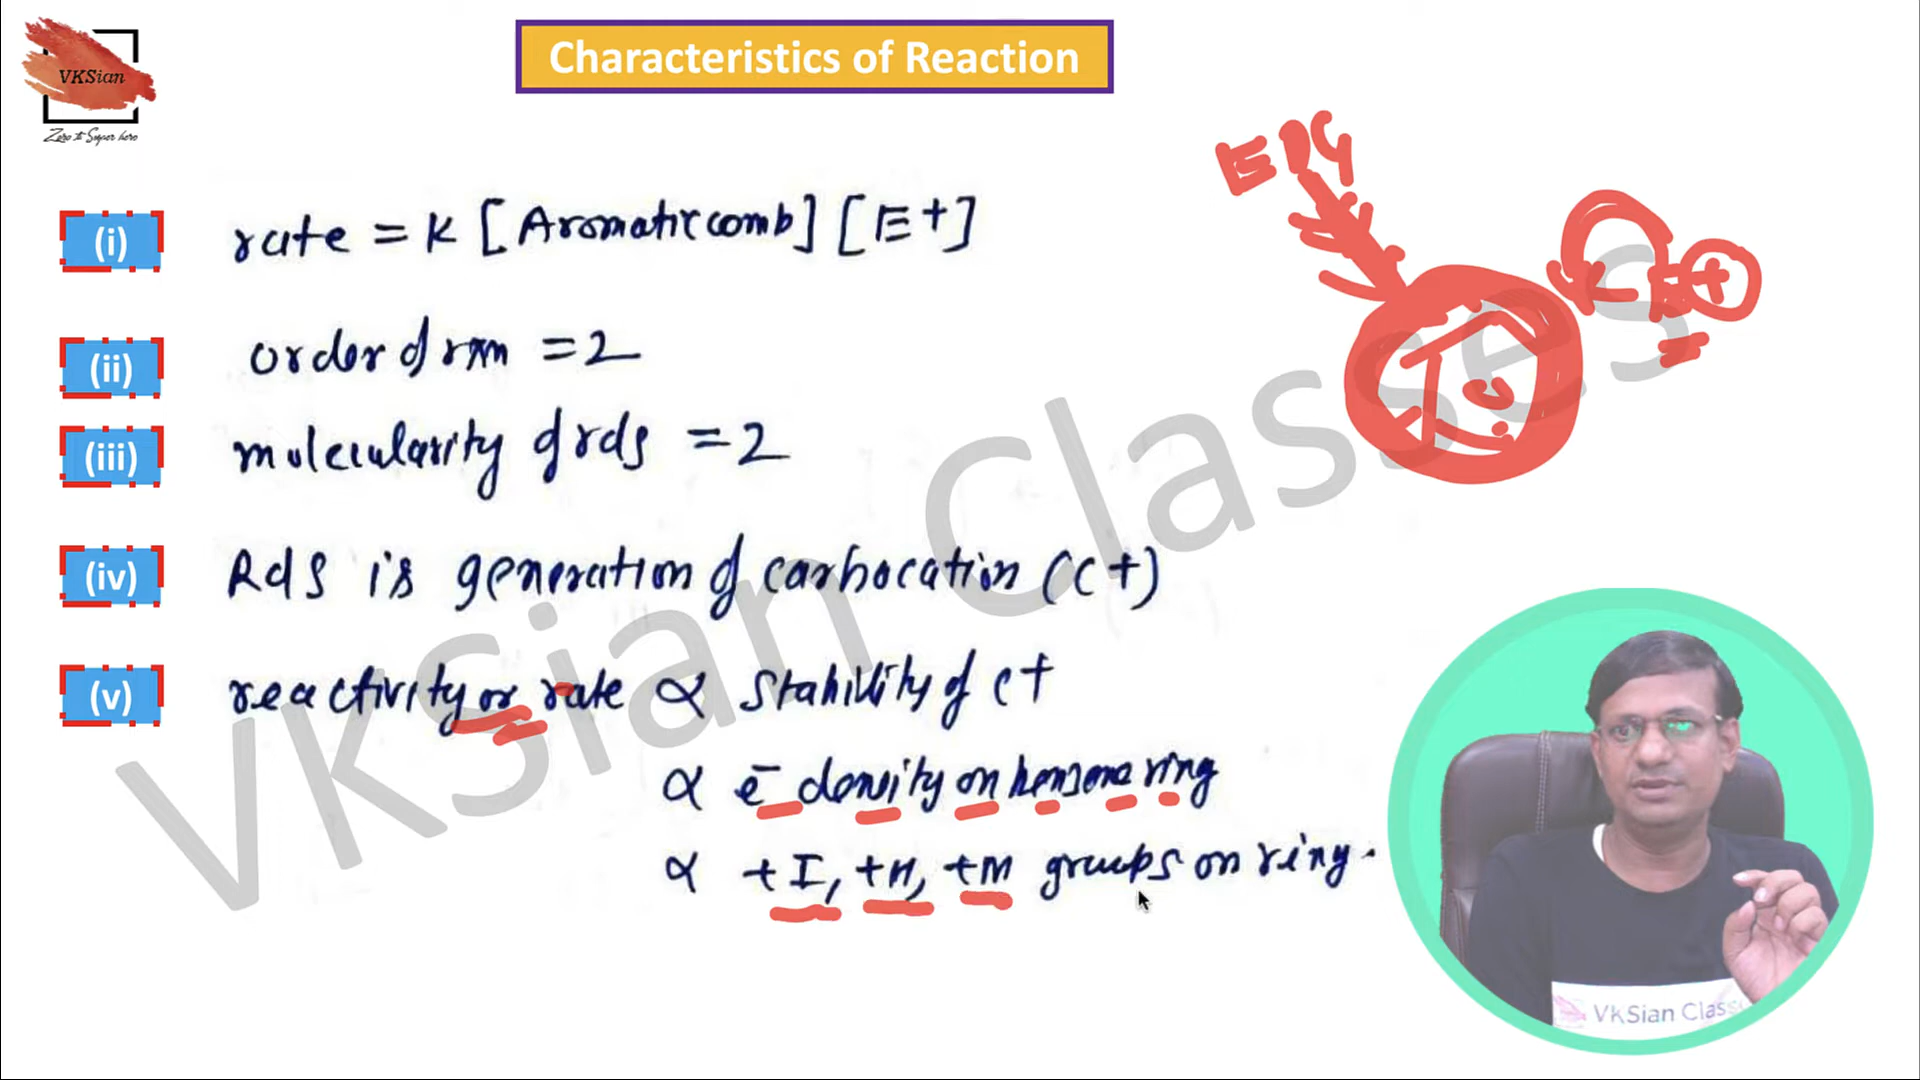 VKSian
Zero to Super hero
Characteristics of Reaction
EDG
E+
(i) rate = K [Aromatic comb] [E+]
(ii) order of rxn = 2
(iii) molecularity of rds = 2
(iv) Rds is generation of carbocation (C+)
(v) reactivity or rate ∝ Stability of C+
∝ e⁻ density on benzene ring
∝ +I, +H, +M groups on ring.
VKSian Classes
VkSian Class